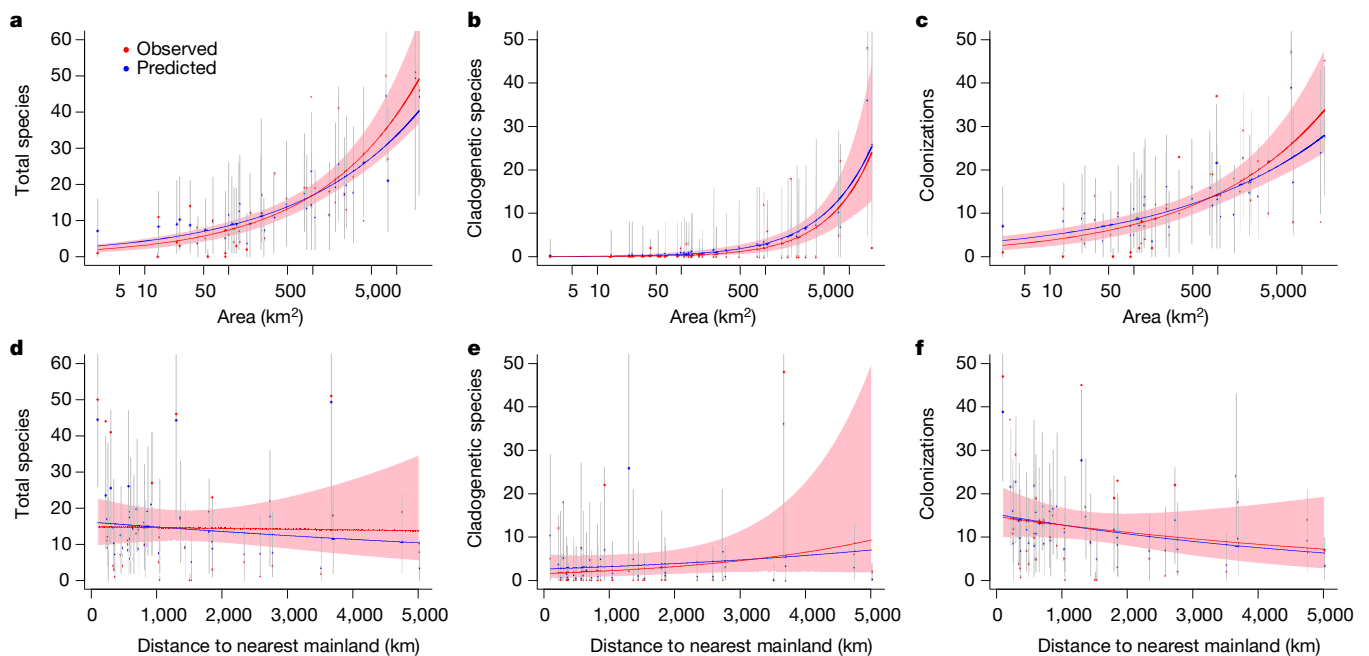 a
60
50
40
30
20
10
0
Total species
Observed
Predicted
5 10 50 500 5,000
Area (km²)
b
50
40
30
20
10
0
Cladogenetic species
5 10 50 500 5,000
Area (km²)
c
50
40
30
20
10
0
Colonizations
5 10 50 500 5,000
Area (km²)
d
60
50
40
30
20
10
0
Total species
0 1,000 2,000 3,000 4,000 5,000
Distance to nearest mainland (km)
e
50
40
30
20
10
0
Cladogenetic species
0 1,000 2,000 3,000 4,000 5,000
Distance to nearest mainland (km)
f
50
40
30
20
10
0
Colonizations
0 1,000 2,000 3,000 4,000 5,000
Distance to nearest mainland (km)